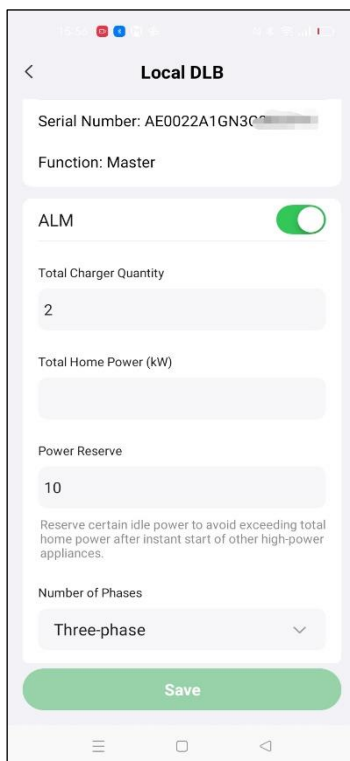 Local DLB
Serial Number: AE0022A1GN3
Function: Master
ALM
Total Charger Quantity
2
Total Home Power (kW)
Power Reserve
10
Reserve certain idle power to avoid exceeding total
home power after instant start of other high-power
appliances.
Number of Phases
Three-phase
Save